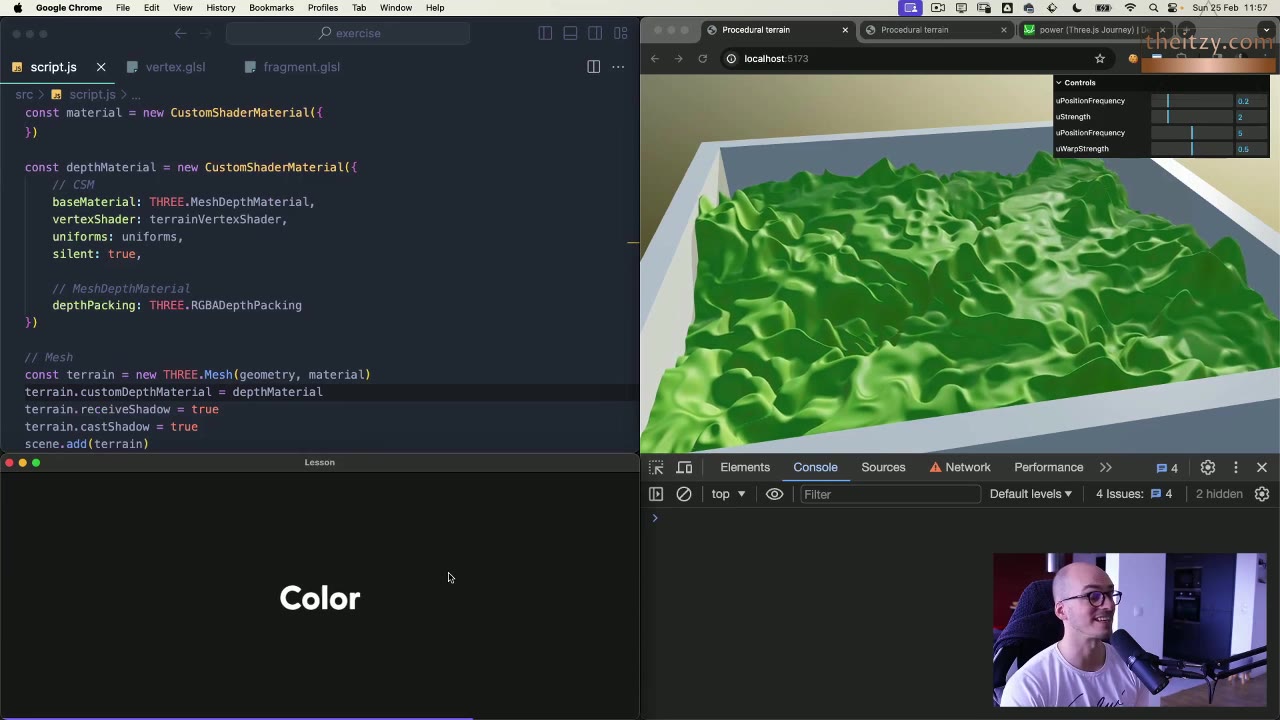 Google Chrome File Edit View History Bookmarks Profiles Tab Window Help Sun 25 Feb 11:57
exercise
script.js vertex.glsl fragment.glsl
src > script.js > ...
const material = new CustomShaderMaterial({
})
const depthMaterial = new CustomShaderMaterial({
// CSM
baseMaterial: THREE.MeshDepthMaterial,
vertexShader: terrainVertexShader,
uniforms: uniforms,
silent: true,
// MeshDepthMaterial
depthPacking: THREE.RGBADepthPacking
})
// Mesh
const terrain = new THREE.Mesh(geometry, material)
terrain.customDepthMaterial = depthMaterial
terrain.receiveShadow = true
terrain.castShadow = true
scene.add(terrain)
Lesson
Color
Procedural terrain Procedural terrain power (Three.js Journey) | D
theitzy.com
localhost:5173
Controls
uPositionFrequency 0.2
uStrength 2
uPositionFrequency 5
uWarpStrength 0.5
Elements Console Sources Network Performance 4
top Filter Default levels 4 Issues: 4 2 hidden